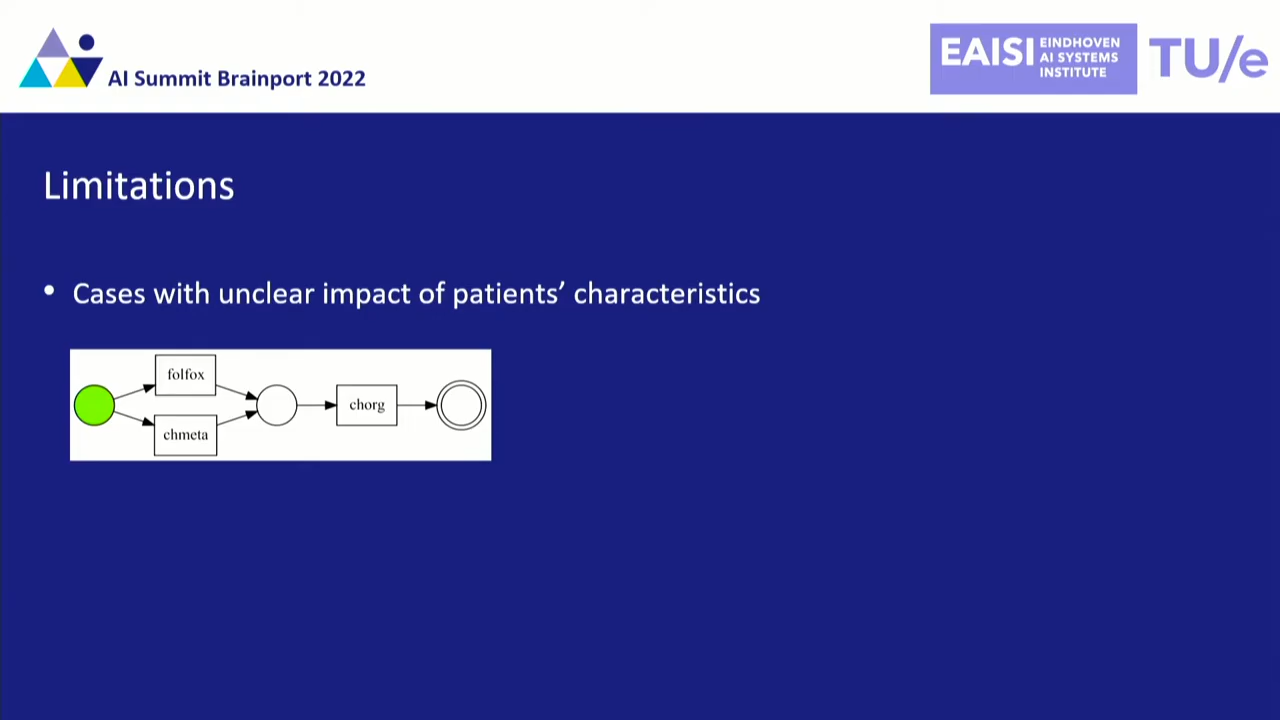 AI Summit Brainport 2022
EAISI
EINDHOVEN
AI SYSTEMS
INSTITUTE
TU/e
Limitations
• Cases with unclear impact of patients’ characteristics
folfox
chmeta
chorg